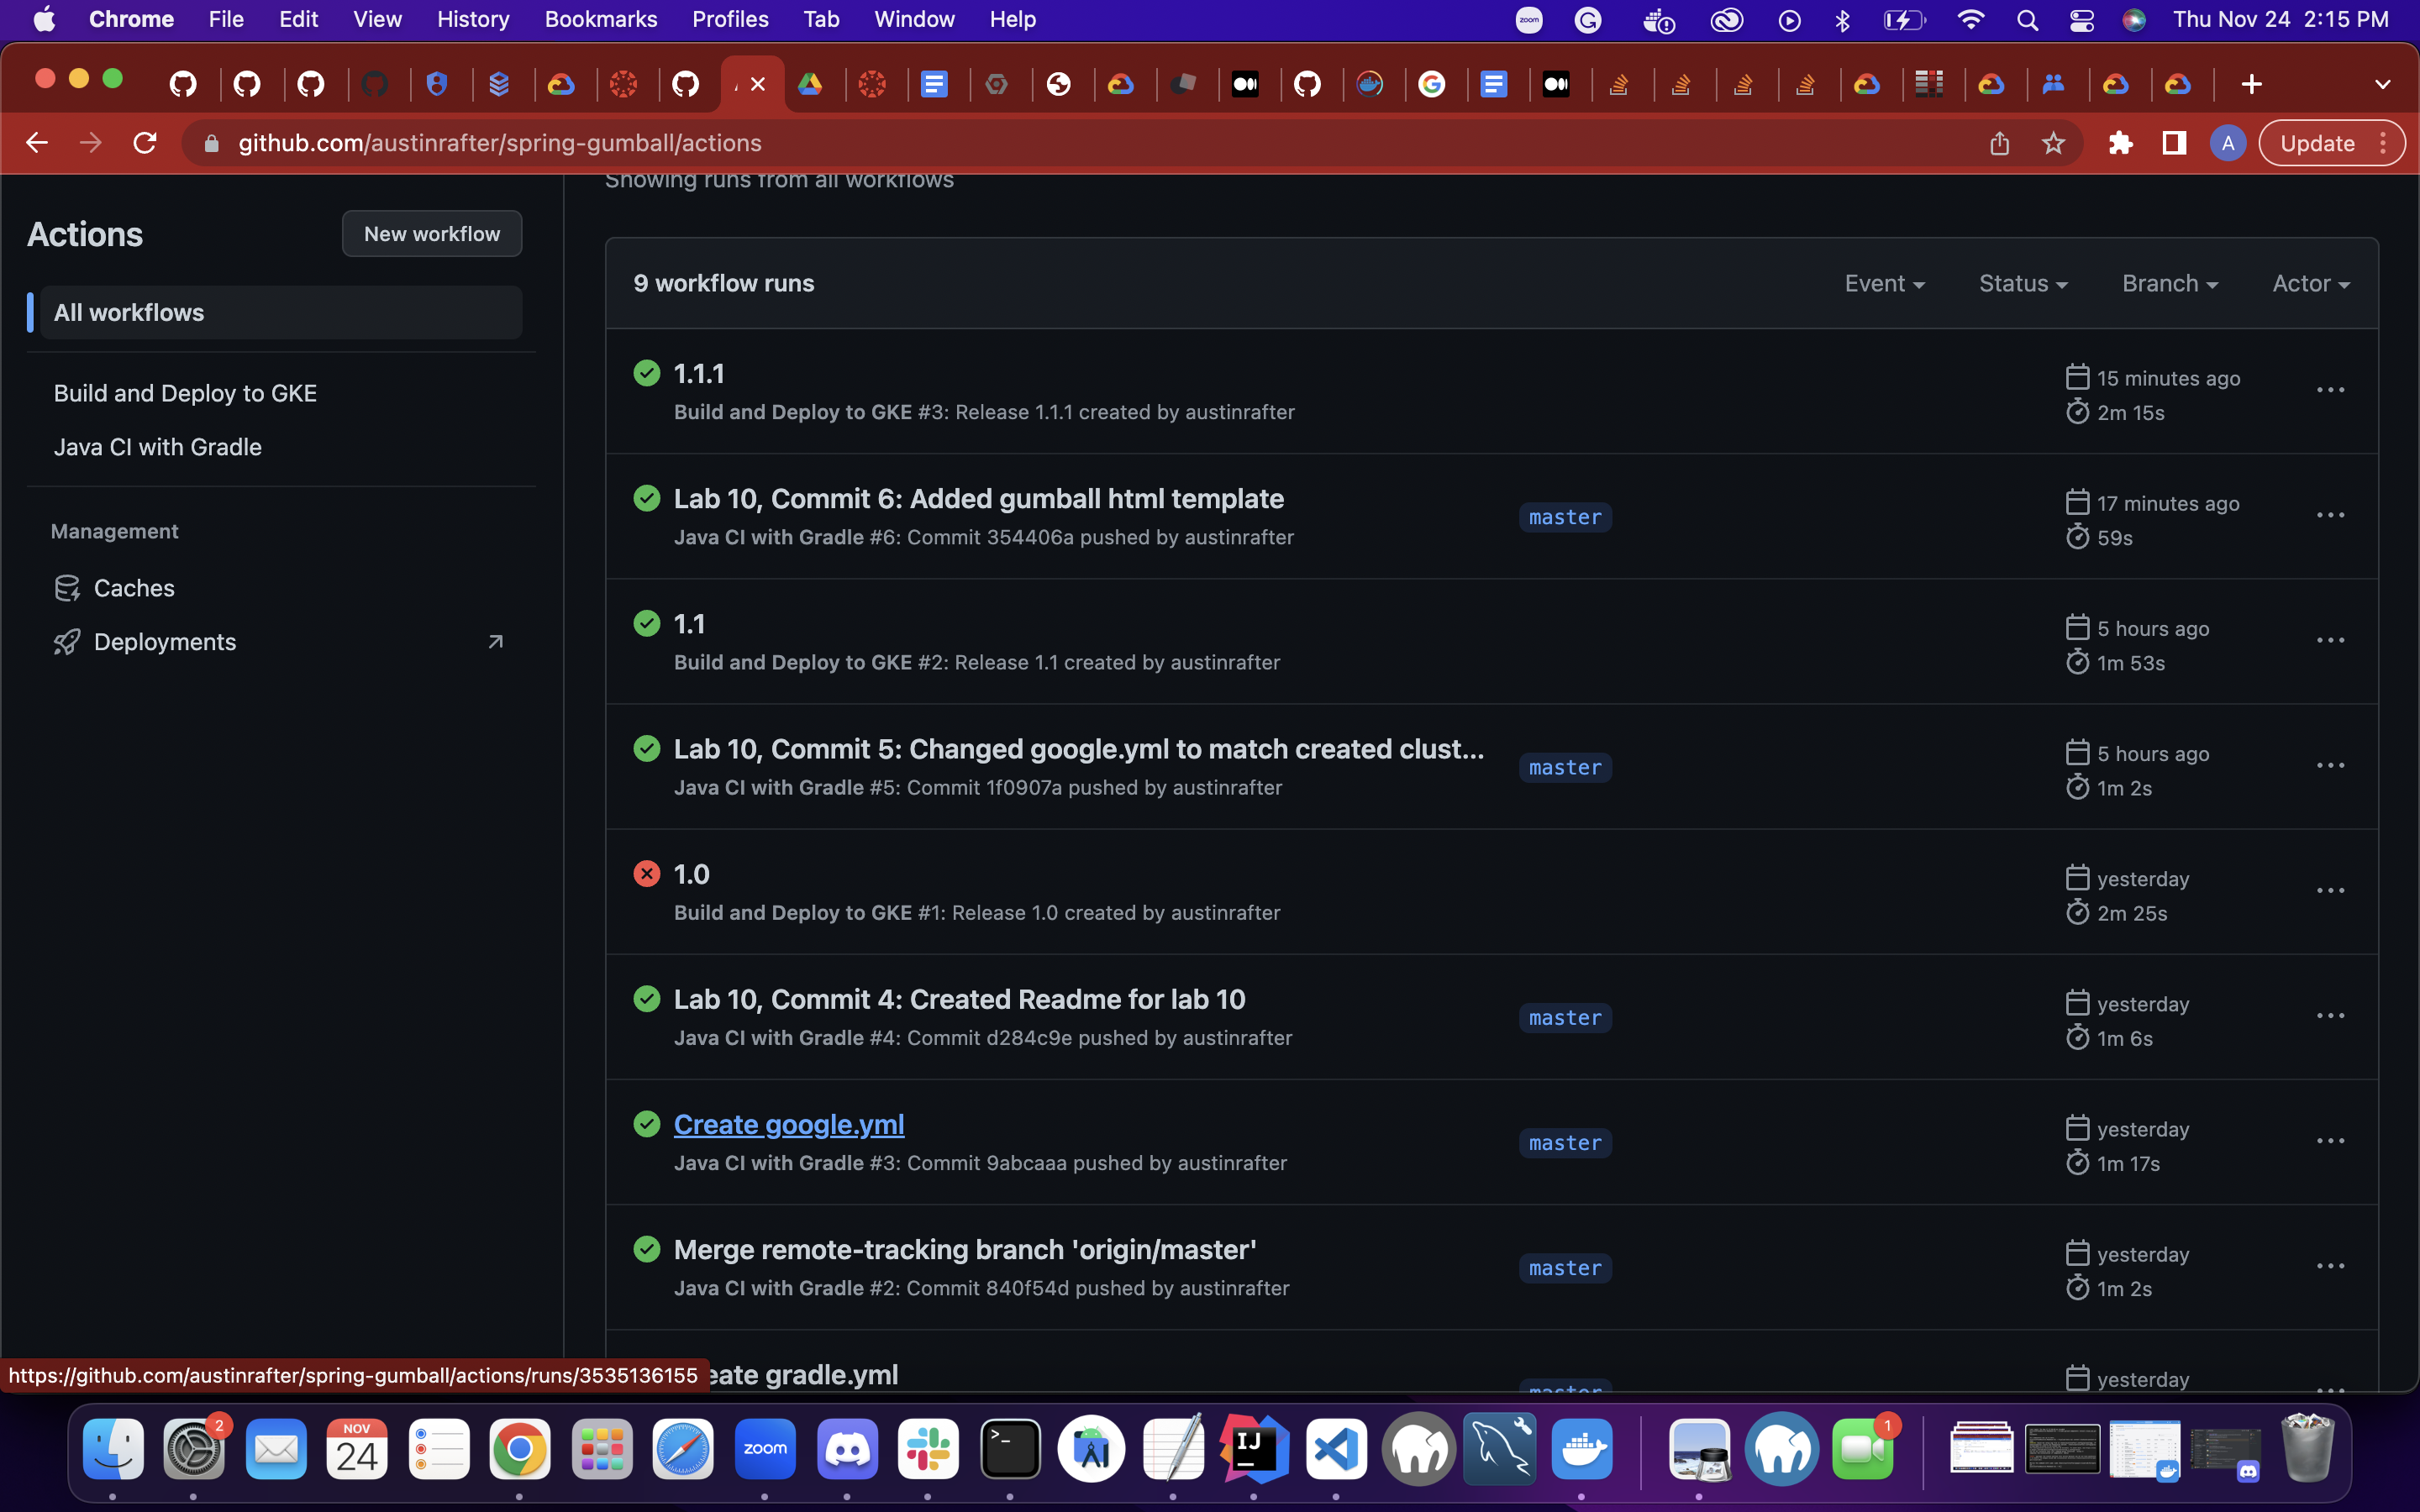 Chrome File Edit View History Bookmarks Profiles Tab Window Help zoom Thu Nov 24 2:15 PM
github.com/austinrafter/spring-gumball/actions A Update
Showing runs from all workflows
Actions New workflow
All workflows
Build and Deploy to GKE
Java CI with Gradle
Management
Caches
Deployments
9 workflow runs Event Status Branch Actor
1.1.1
Build and Deploy to GKE #3: Release 1.1.1 created by austinrafter
15 minutes ago
2m 15s
Lab 10, Commit 6: Added gumball html template
Java CI with Gradle #6: Commit 354406a pushed by austinrafter
master
17 minutes ago
59s
1.1
Build and Deploy to GKE #2: Release 1.1 created by austinrafter
5 hours ago
1m 53s
Lab 10, Commit 5: Changed google.yml to match created clust...
Java CI with Gradle #5: Commit 1f0907a pushed by austinrafter
master
5 hours ago
1m 2s
1.0
Build and Deploy to GKE #1: Release 1.0 created by austinrafter
yesterday
2m 25s
Lab 10, Commit 4: Created Readme for lab 10
Java CI with Gradle #4: Commit d284c9e pushed by austinrafter
master
yesterday
1m 6s
Create google.yml
Java CI with Gradle #3: Commit 9abcaaa pushed by austinrafter
master
yesterday
1m 17s
Merge remote-tracking branch 'origin/master'
Java CI with Gradle #2: Commit 840f54d pushed by austinrafter
master
yesterday
1m 2s
eate gradle.yml
master
yesterday
https://github.com/austinrafter/spring-gumball/actions/runs/3535136155
2
NOV
24
zoom
IJ
1